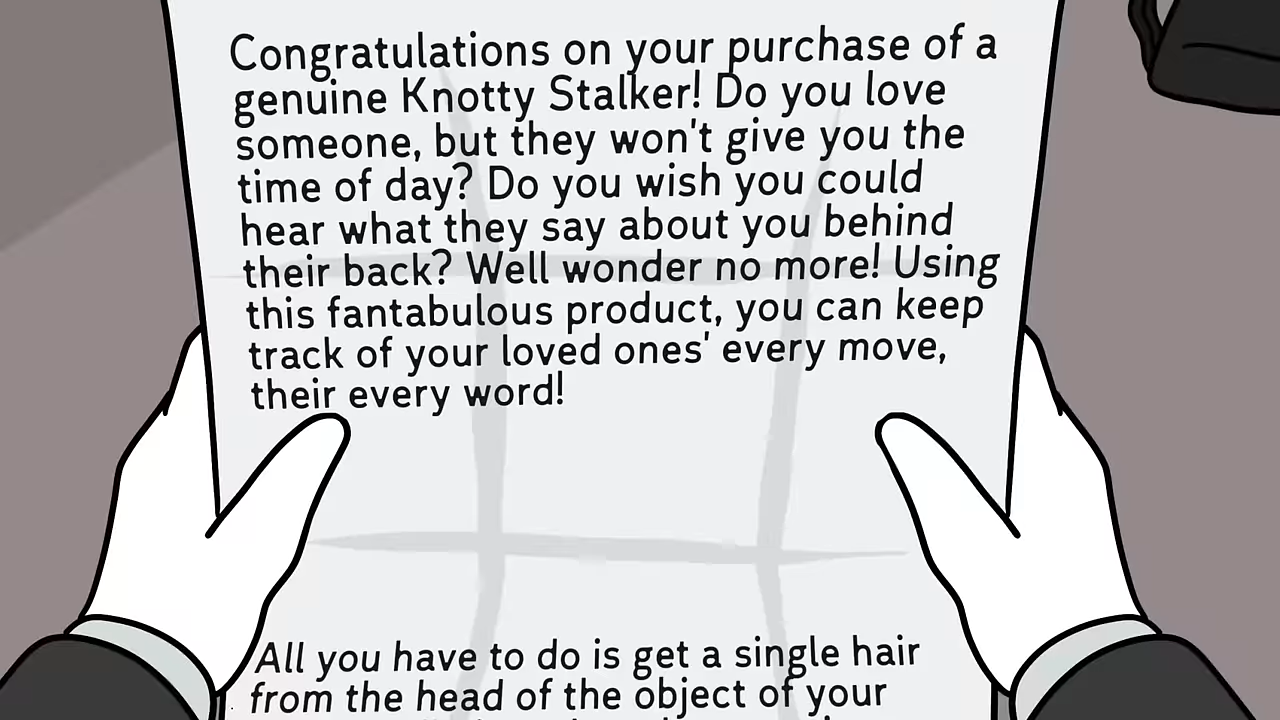 Congratulations on your purchase of a
genuine Knotty Stalker! Do you love
someone, but they won't give you the
time of day? Do you wish you could
hear what they say about you behind
their back? Well wonder no more! Using
this fantabulous product, you can keep
track of your loved ones' every move,
their every word!
All you have to do is get a single hair
from the head of the object of your